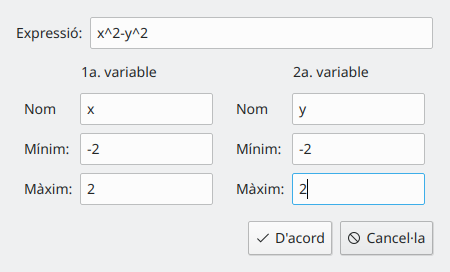 Expressió: x^2-y^2
1a. variable 2a. variable
Nom x Nom y
Mínim: -2 Mínim: -2
Màxim: 2 Màxim: 2
D'acord Cancel·la